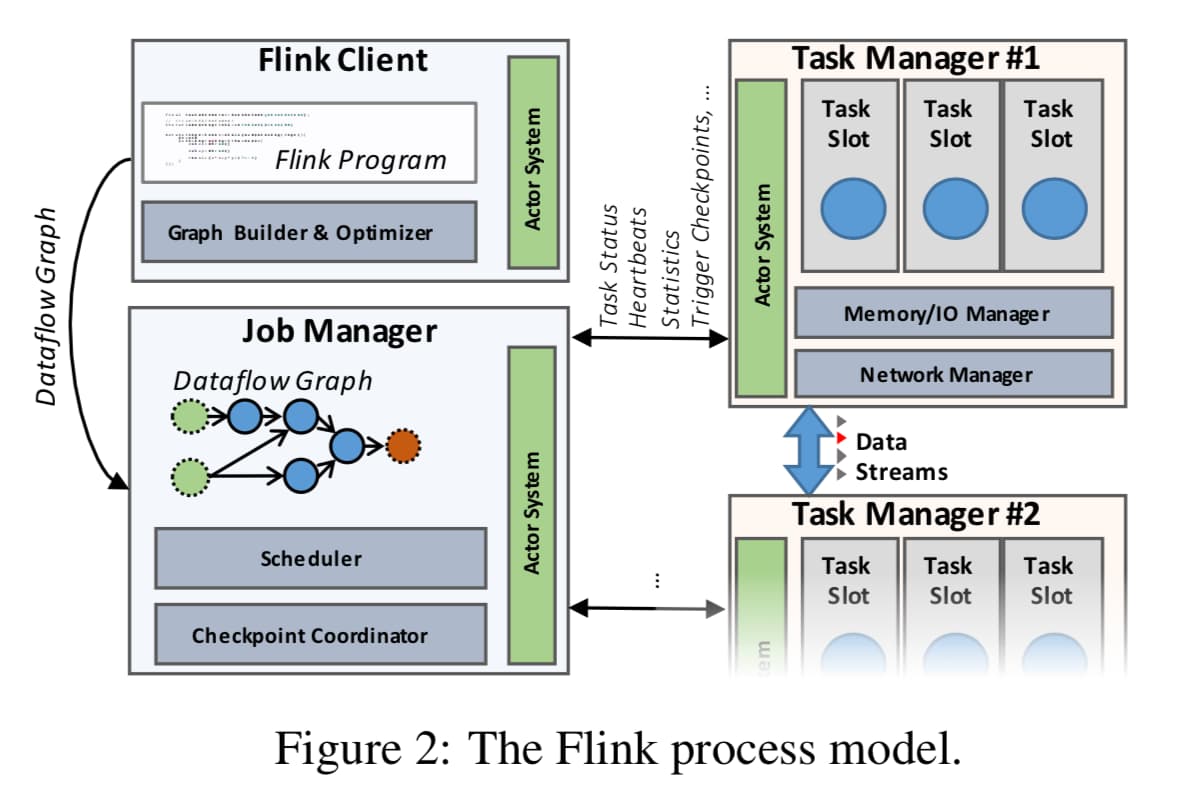 Flink Client
Flink Program
Graph Builder & Optimizer
Actor System
Dataflow Graph
Job Manager
Dataflow Graph
Scheduler
Checkpoint Coordinator
Actor System
Task Status
Heartbeats
Statistics
Trigger Checkpoints, ...
...
Task Manager #1
Actor System
Task
Slot
Task
Slot
Task
Slot
Memory/IO Manager
Network Manager
Data
Streams
Task Manager #2
Task
Slot
Task
Slot
Task
Slot
Figure 2: The Flink process model.